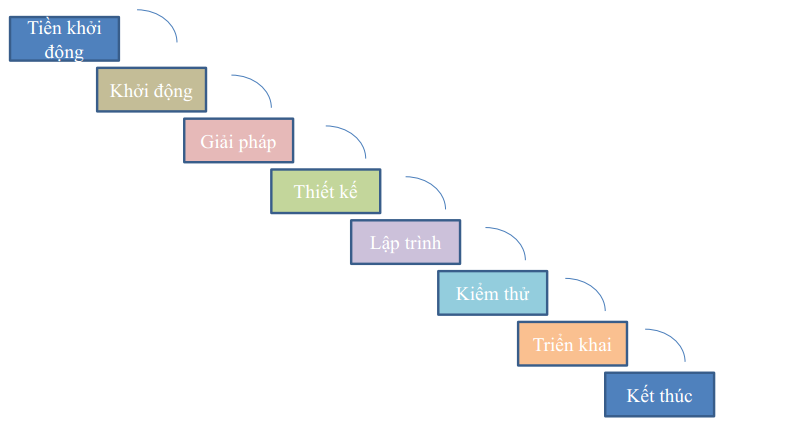 Tiền khởi
động
Khởi động
Giải pháp
Thiết kế
Lập trình
Kiểm thử
Triển khai
Kết thúc